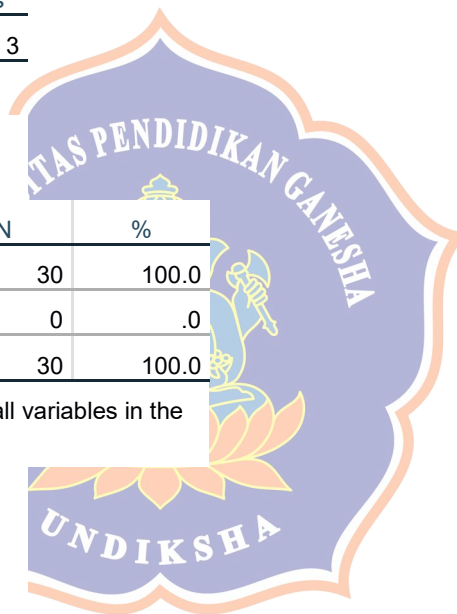 3
TAS PENDIDIKAN GANESHA
N %
30 100.0
0 .0
30 100.0
all variables in the
UNDIKSHA